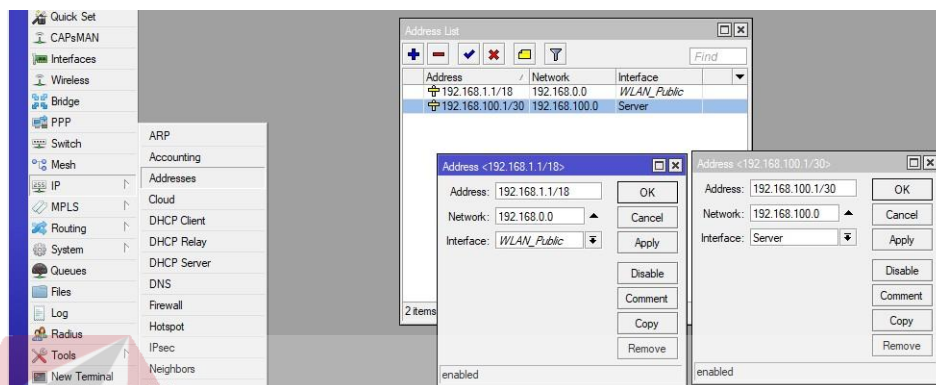 Quick Set
CAPsMAN
Interfaces
Wireless
Bridge
PPP
Switch
Mesh
IP
MPLS
Routing
System
Queues
Files
Log
Radius
Tools
New Terminal
ARP
Accounting
Addresses
Cloud
DHCP Client
DHCP Relay
DHCP Server
DNS
Firewall
Hotspot
IPsec
Neighbors
Address List
Find
Address Network Interface
192.168.1.1/18 192.168.0.0 WLAN_Public
192.168.100.1/30 192.168.100.0 Server
2 items
Address <192.168.1.1/18>
Address: 192.168.1.1/18 OK
Network: 192.168.0.0 Cancel
Interface: WLAN_Public Apply
Disable
Comment
Copy
Remove
enabled
Address <192.168.100.1/30>
Address: 192.168.100.1/30 OK
Network: 192.168.100.0 Cancel
Interface: Server Apply
Disable
Comment
Copy
Remove
enabled